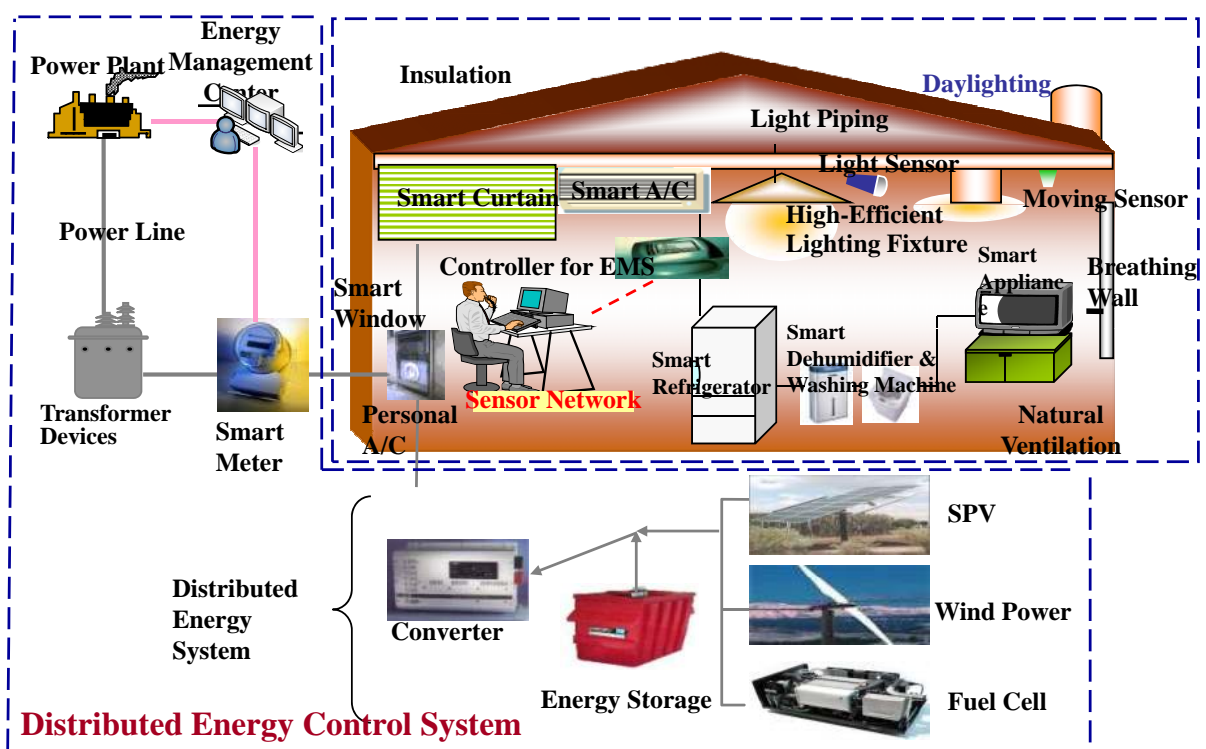 Power Plant
Energy
Management
Center
Power Line
Transformer
Devices
Smart
Meter
Insulation
Daylighting
Light Piping
Light Sensor
Smart Curtain
Smart A/C
High-Efficient
Lighting Fixture
Moving Sensor
Controller for EMS
Smart
Window
Smart
Applianc
e
Breathing
Wall
Smart
Refrigerator
Smart
Dehumidifier &
Washing Machine
Sensor Network
Personal
A/C
Natural
Ventilation
Distributed
Energy
System
Converter
Energy Storage
SPV
Wind Power
Fuel Cell
Distributed Energy Control System